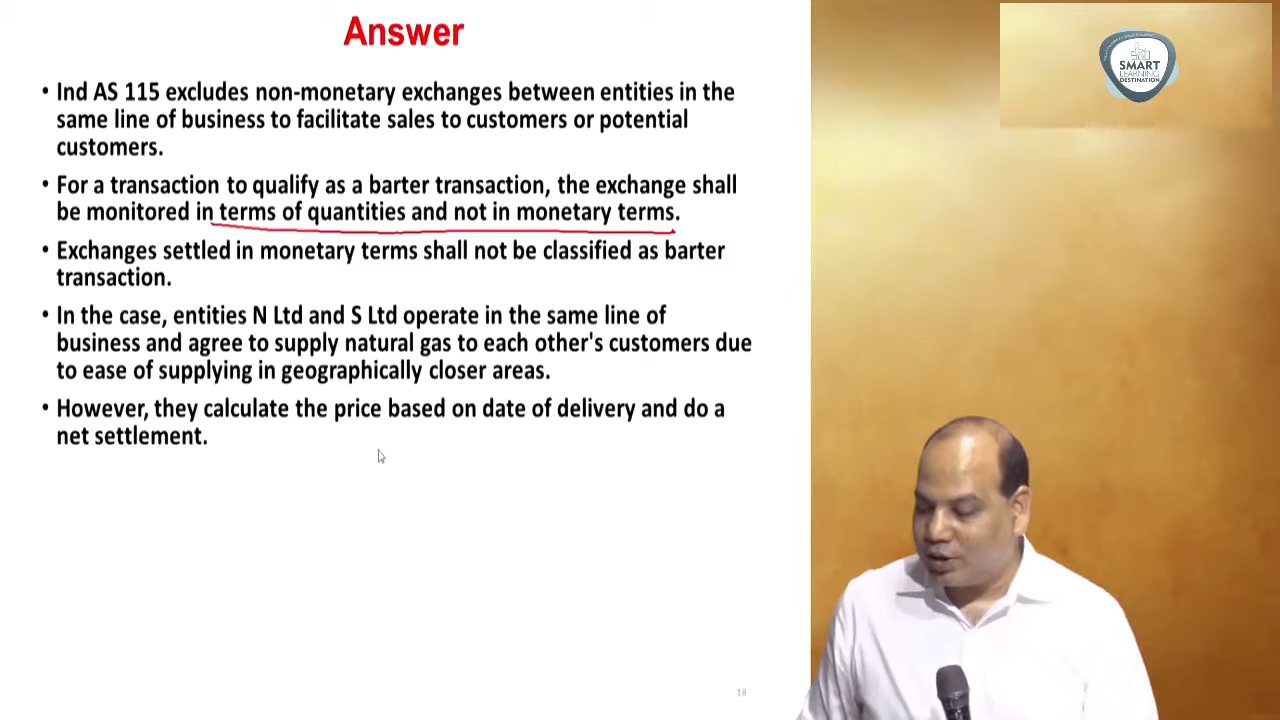 Answer
• Ind AS 115 excludes non-monetary exchanges between entities in the
same line of business to facilitate sales to customers or potential
customers.
• For a transaction to qualify as a barter transaction, the exchange shall
be monitored in terms of quantities and not in monetary terms.
• Exchanges settled in monetary terms shall not be classified as barter
transaction.
• In the case, entities N Ltd and S Ltd operate in the same line of
business and agree to supply natural gas to each other's customers due
to ease of supplying in geographically closer areas.
• However, they calculate the price based on date of delivery and do a
net settlement.
18
SMART
LEARNING
DESTINATION